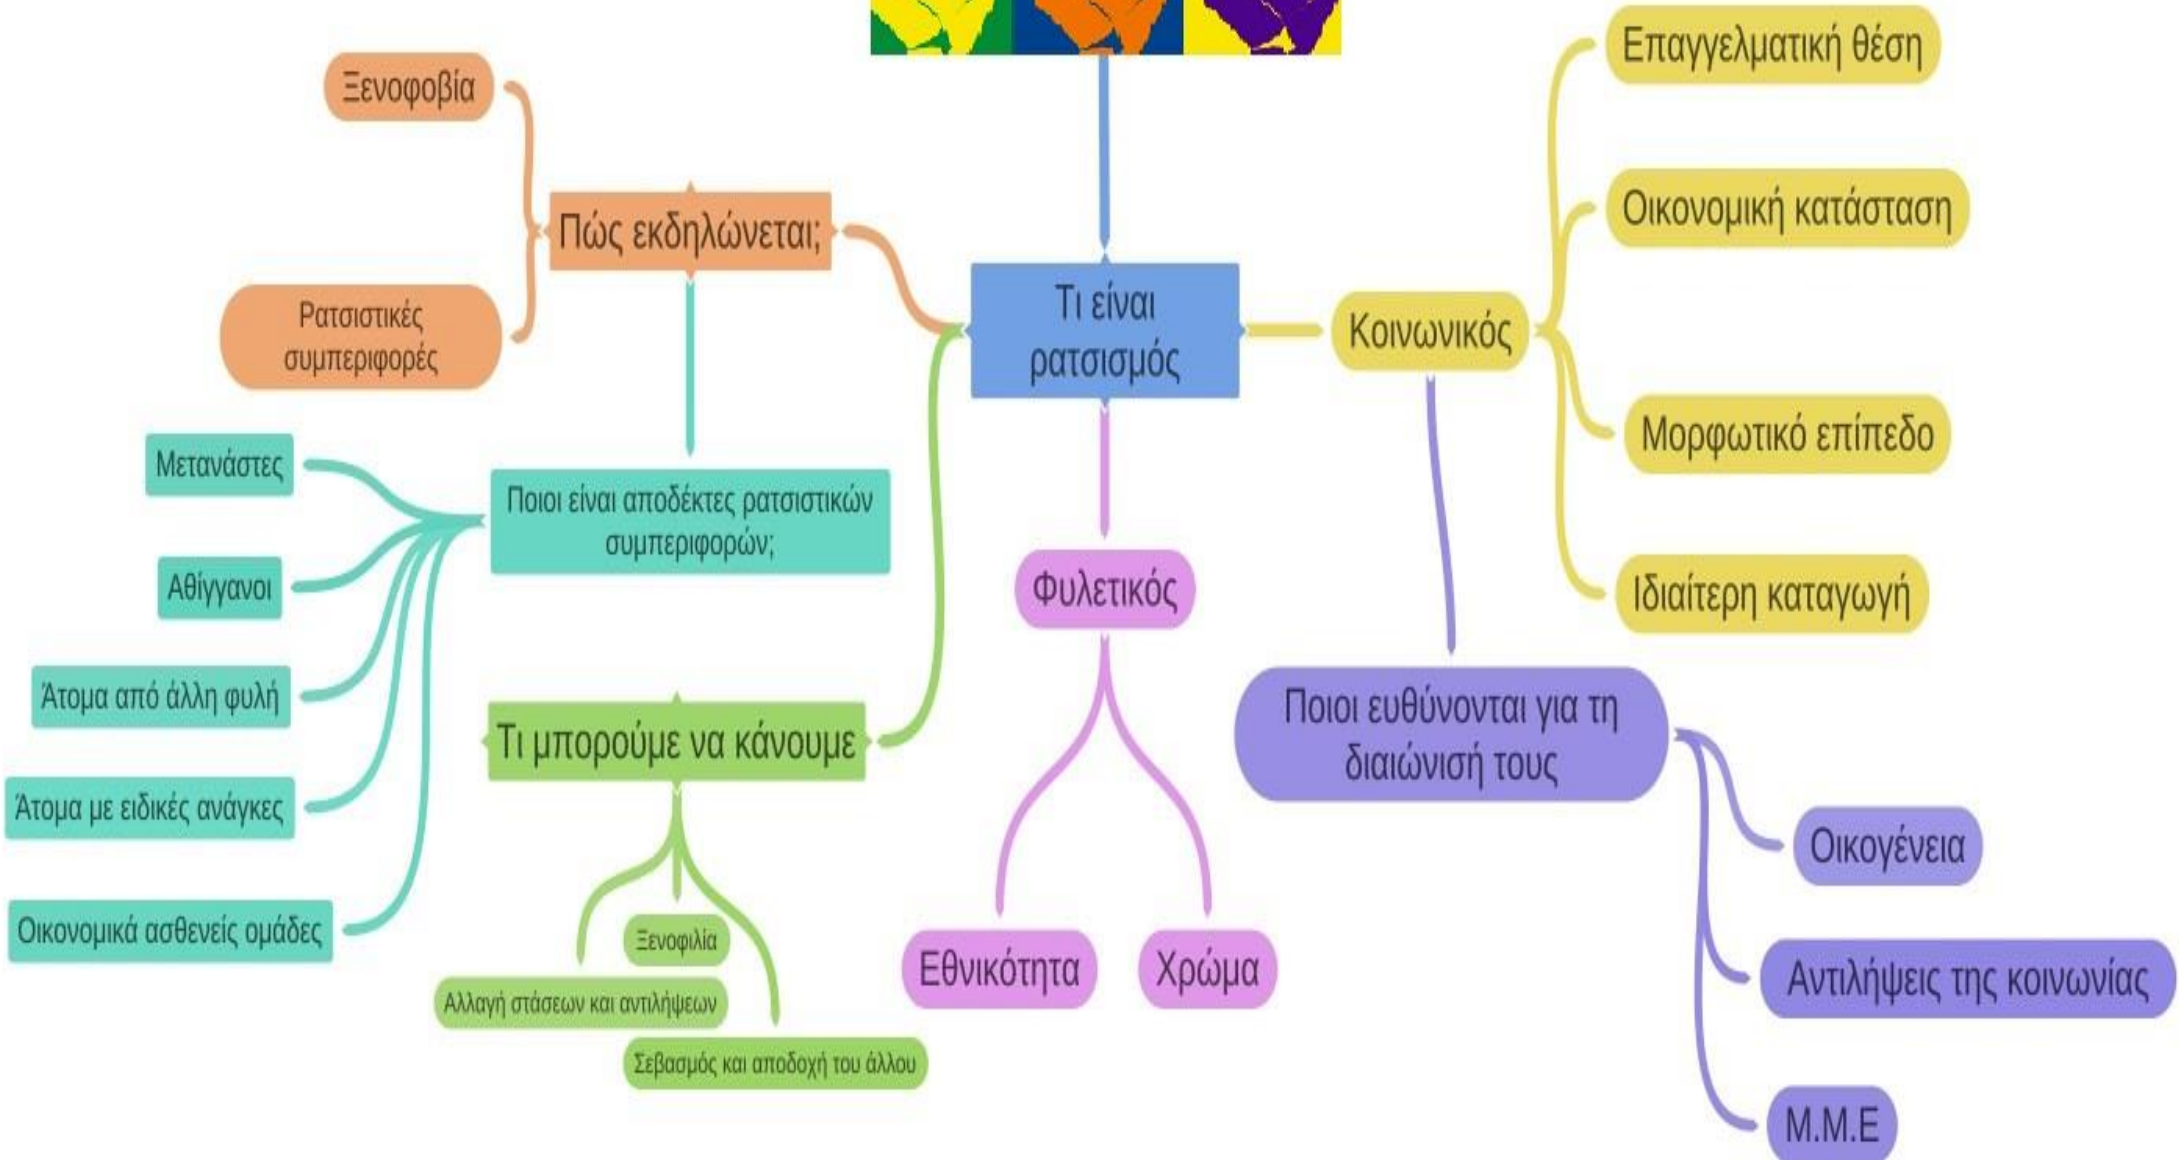 Ξενοφοβία
Πώς εκδηλώνεται;
Ρατσιστικές
συμπεριφορές
Ποιοι είναι αποδέκτες ρατσιστικών
συμπεριφορών;
Μετανάστες
Αθίγγανοι
Άτομα από άλλη φυλή
Άτομα με ειδικές ανάγκες
Οικονομικά ασθενείς ομάδες
Τι μπορούμε να κάνουμε
Ξενοφιλία
Αλλαγή στάσεων και αντιλήψεων
Σεβασμός και αποδοχή του άλλου
Τι είναι
ρατσισμός
Φυλετικός
Εθνικότητα
Χρώμα
Κοινωνικός
Επαγγελματική θέση
Οικονομική κατάσταση
Μορφωτικό επίπεδο
Ιδιαίτερη καταγωγή
Ποιοι ευθύνονται για τη
διαιώνισή τους
Οικογένεια
Αντιλήψεις της κοινωνίας
Μ.Μ.Ε